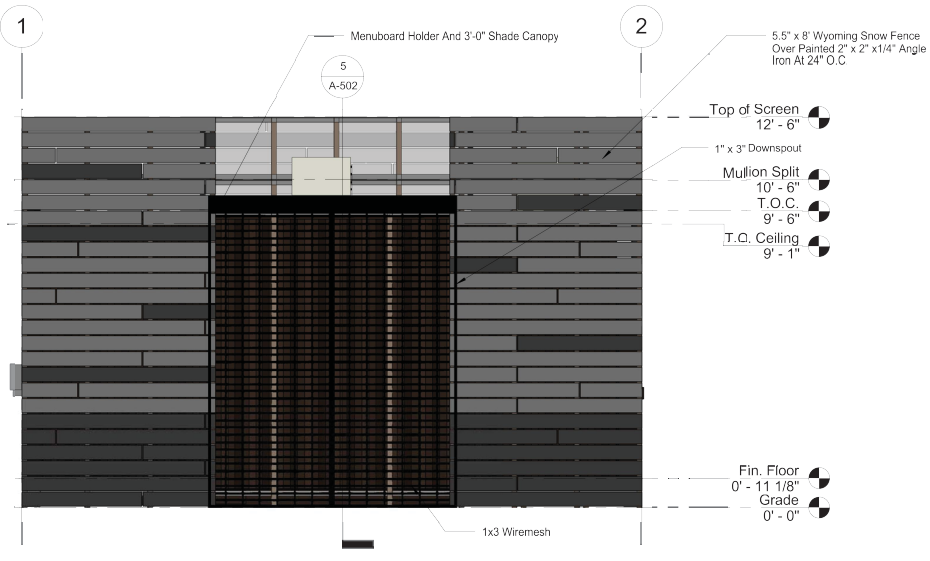 1
2
Menuboard Holder And 3'-0" Shade Canopy
5.5" x 8' Wyoming Snow Fence
Over Painted 2" x 2" x1/4" Angle
Iron At 24" O.C
5
A-502
Top of Screen
12' - 6"
1" x 3" Downspout
Mullion Split
10' - 6"
T.O.C.
9' - 6"
T.O. Ceiling
9' - 1"
Fin. Floor
0' - 11 1/8"
Grade
0' - 0"
1x3 Wiremesh